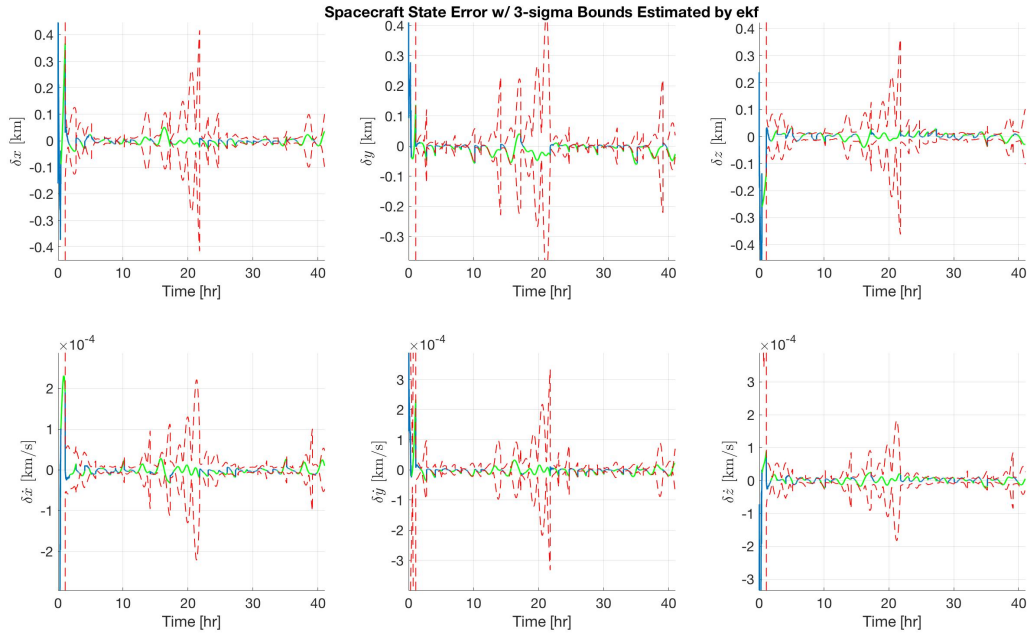 Spacecraft State Error w/ 3-sigma Bounds Estimated by ekf
0.4
0.3
0.2
0.1
0
-0.1
-0.2
-0.3
-0.4
δx [km]
0 10 20 30 40
Time [hr]
0.4
0.3
0.2
0.1
0
-0.1
-0.2
-0.3
δy [km]
0 10 20 30 40
Time [hr]
0.4
0.3
0.2
0.1
0
-0.1
-0.2
-0.3
-0.4
δz [km]
0 10 20 30 40
Time [hr]
×10⁻⁴
2
1
0
-1
-2
δẋ [km/s]
0 10 20 30 40
Time [hr]
×10⁻⁴
3
2
1
0
-1
-2
-3
δẏ [km/s]
0 10 20 30 40
Time [hr]
×10⁻⁴
3
2
1
0
-1
-2
-3
δż [km/s]
0 10 20 30 40
Time [hr]